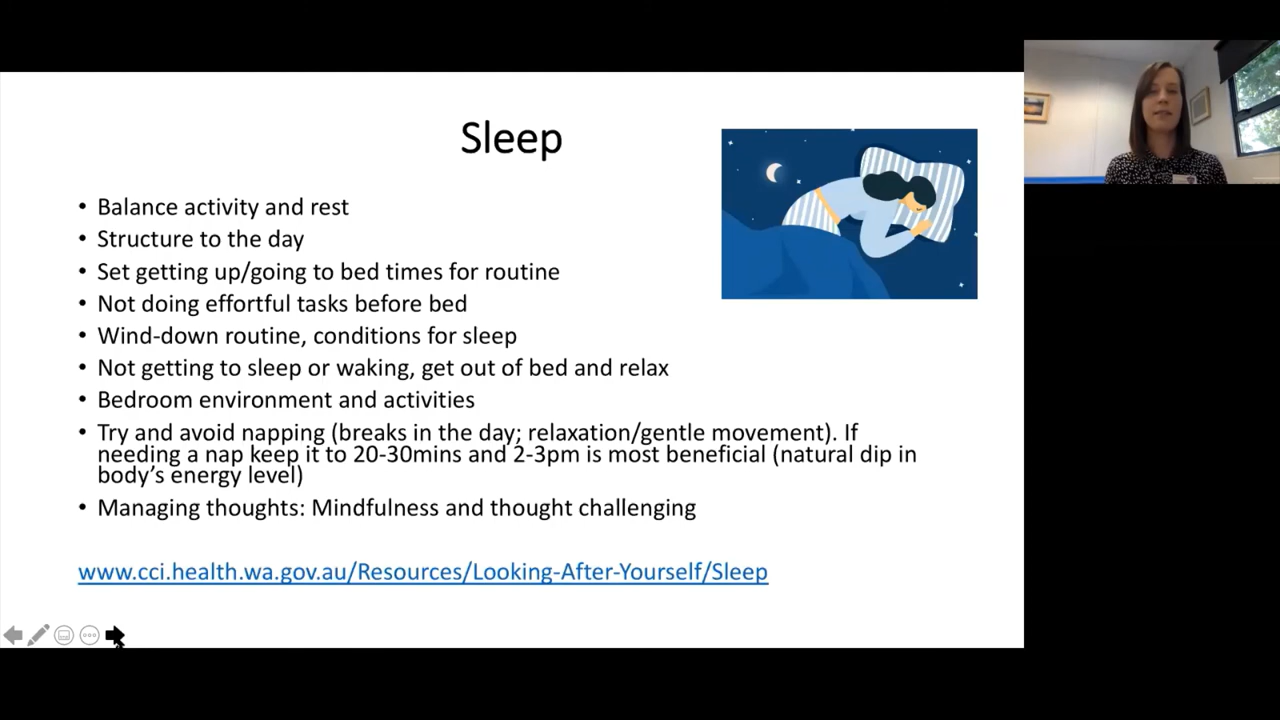 Sleep
• Balance activity and rest
• Structure to the day
• Set getting up/going to bed times for routine
• Not doing effortful tasks before bed
• Wind-down routine, conditions for sleep
• Not getting to sleep or waking, get out of bed and relax
• Bedroom environment and activities
• Try and avoid napping (breaks in the day; relaxation/gentle movement). If
needing a nap keep it to 20-30mins and 2-3pm is most beneficial (natural dip in
body’s energy level)
• Managing thoughts: Mindfulness and thought challenging
www.cci.health.wa.gov.au/Resources/Looking-After-Yourself/Sleep